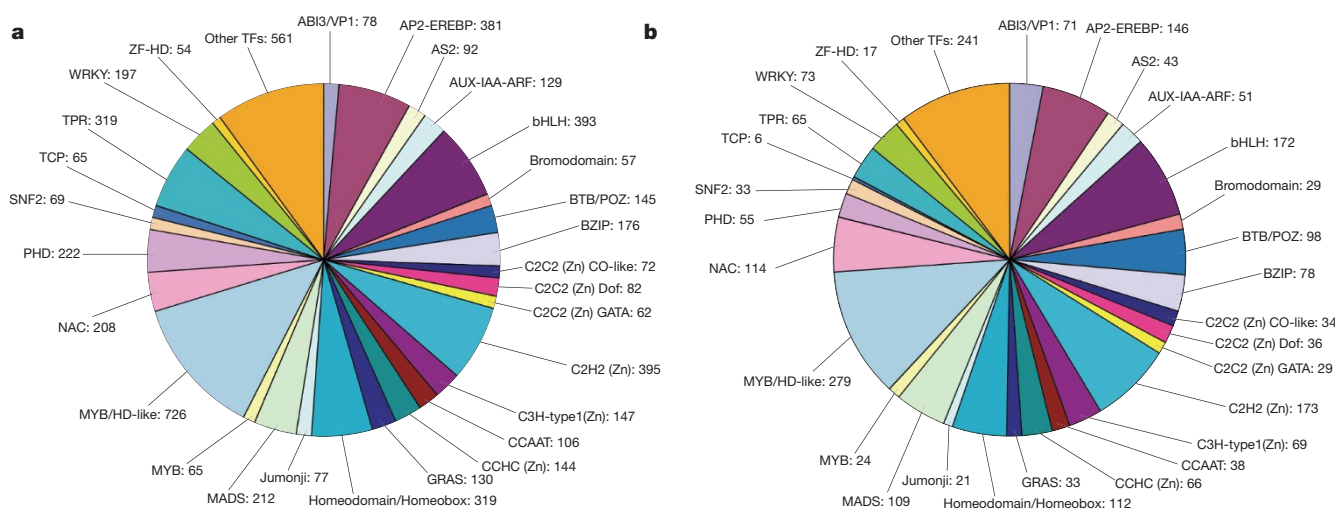 a
ABI3/VP1: 78
AP2-EREBP: 381
AS2: 92
AUX-IAA-ARF: 129
bHLH: 393
Bromodomain: 57
BTB/POZ: 145
BZIP: 176
C2C2 (Zn) CO-like: 72
C2C2 (Zn) Dof: 82
C2C2 (Zn) GATA: 62
C2H2 (Zn): 395
C3H-type1(Zn): 147
CCAAT: 106
CCHC (Zn): 144
GRAS: 130
Homeodomain/Homeobox: 319
Jumonji: 77
MADS: 212
MYB: 65
MYB/HD-like: 726
NAC: 208
PHD: 222
SNF2: 69
TCP: 65
TPR: 319
WRKY: 197
ZF-HD: 54
Other TFs: 561
b
ABI3/VP1: 71
AP2-EREBP: 146
AS2: 43
AUX-IAA-ARF: 51
bHLH: 172
Bromodomain: 29
BTB/POZ: 98
BZIP: 78
C2C2 (Zn) CO-like: 34
C2C2 (Zn) Dof: 36
C2C2 (Zn) GATA: 29
C2H2 (Zn): 173
C3H-type1(Zn): 69
CCAAT: 38
CCHC (Zn): 66
Homeodomain/Homeobox: 112
GRAS: 33
Jumonji: 21
MADS: 109
MYB: 24
MYB/HD-like: 279
NAC: 114
PHD: 55
SNF2: 33
TCP: 6
TPR: 65
WRKY: 73
ZF-HD: 17
Other TFs: 241